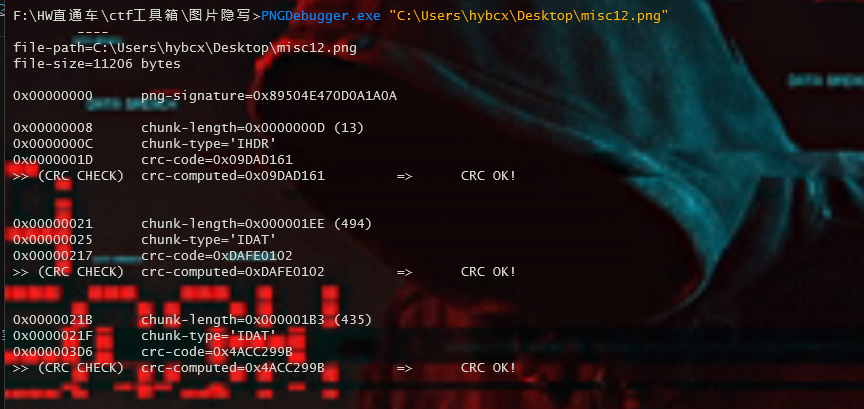 F:\HW直通车\ctf工具箱\图片隐写>PNGDebugger.exe "C:\Users\hybcx\Desktop\misc12.png"
----
file-path=C:\Users\hybcx\Desktop\misc12.png
file-size=11206 bytes
0x00000000 png-signature=0x89504E470D0A1A0A
0x00000008 chunk-length=0x0000000D (13)
0x0000000C chunk-type='IHDR'
0x0000001D crc-code=0x09DAD161
>> (CRC CHECK) crc-computed=0x09DAD161 => CRC OK!
0x00000021 chunk-length=0x000001EE (494)
0x00000025 chunk-type='IDAT'
0x00000217 crc-code=0xDAFE0102
>> (CRC CHECK) crc-computed=0xDAFE0102 => CRC OK!
0x0000021B chunk-length=0x000001B3 (435)
0x0000021F chunk-type='IDAT'
0x000003D6 crc-code=0x4ACC299B
>> (CRC CHECK) crc-computed=0x4ACC299B => CRC OK!